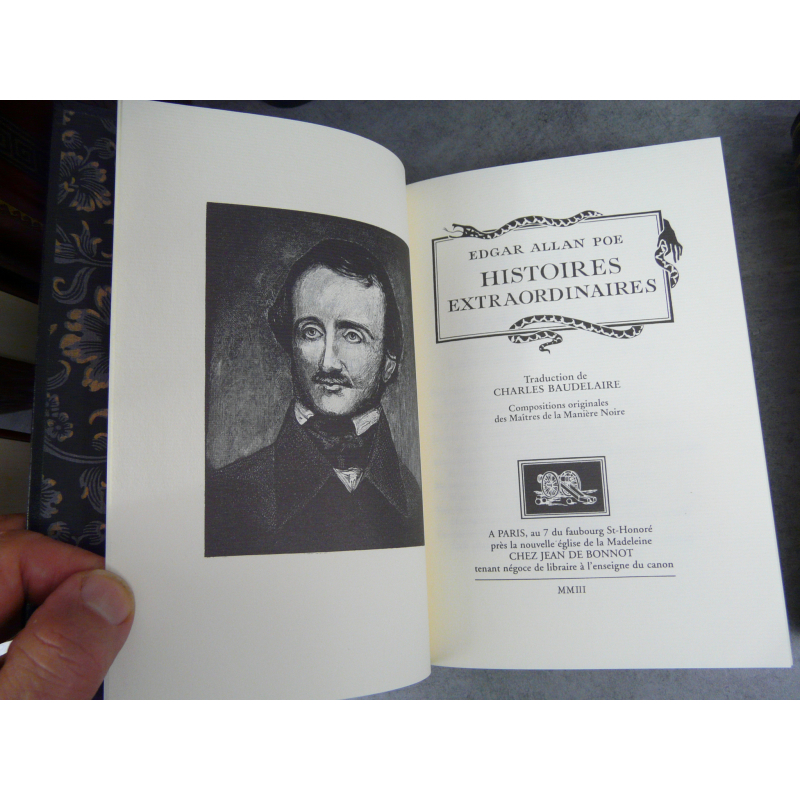 EDGAR ALLAN POE
HISTOIRES
EXTRAORDINAIRES
Traduction de
CHARLES BAUDELAIRE
Compositions originales
des Maîtres de la Manière Noire
A PARIS, au 7 du faubourg St-Honoré
près la nouvelle église de la Madeleine
CHEZ JEAN DE BONNOT
tenant négoce de libraire à l'enseigne du canon
MMIII